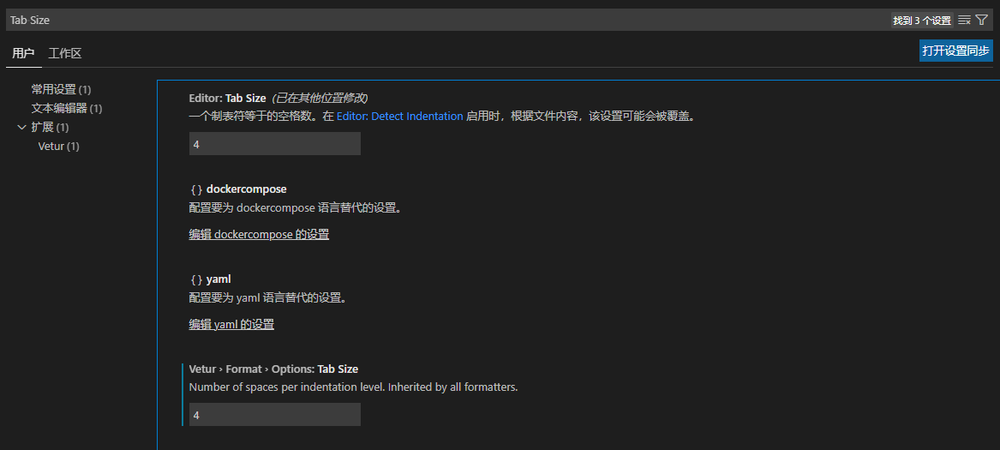 Tab Size
找到 3 个设置
用户
工作区
打开设置同步
常用设置 (1)
文本编辑器 (1)
扩展 (1)
Vetur (1)
Editor: Tab Size (已在其他位置修改)
一个制表符等于的空格数。在 Editor: Detect Indentation 启用时，根据文件内容，该设置可能会被覆盖。
4
{ } dockercompose
配置要为 dockercompose 语言替代的设置。
编辑 dockercompose 的设置
{ } yaml
配置要为 yaml 语言替代的设置。
编辑 yaml 的设置
Vetur › Format › Options: Tab Size
Number of spaces per indentation level. Inherited by all formatters.
4